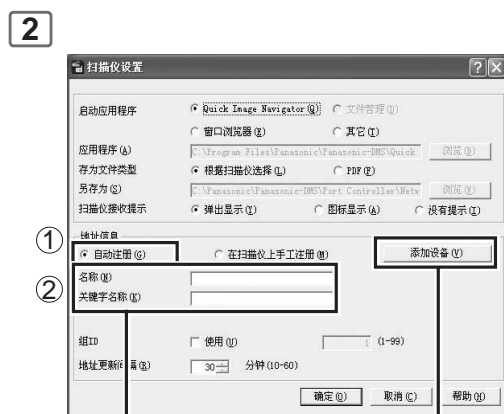 2
扫描仪设置
启动应用程序 Quick Image Navigator(Q) 文件管理(D)
窗口浏览器(E) 其它(T)
应用程序(A) C:\Program Files\Panasonic\Panasonic-DMS\Quick 浏览(B)
存为文件类型 根据扫描仪选择(L) PDF(F)
另存为(S) C:\Panasonic\Panasonic-DMS\Port Controller\Netw 浏览(W)
扫描仪接收提示 弹出显示(Y) 图标显示(A) 没有提示(I)
地址信息
① 自动注册(G) 在扫描仪上手工注册(M) 添加设备(V)
② 名称(N)
关键字名称(K)
组ID 使用(U) 1 (1-99)
地址更新间隔(R) 30 分钟(10-60)
确定(O) 取消(C) 帮助(H)